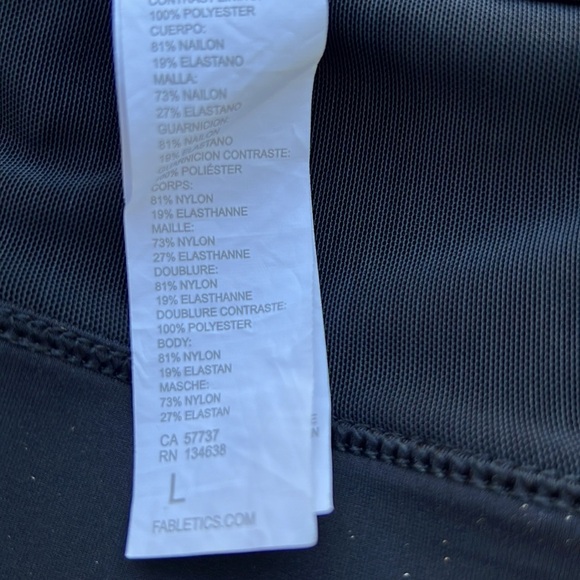 100% POLYESTER
CUERPO:
81% NAILON
19% ELASTANO
MALLA:
73% NAILON
27% ELASTANO
GUARNICION
81% NAILON
19% ELASTANO
GUARNICION CONTRASTE:
100% POLIÉSTER
CORPS:
81% NYLON
19% ELASTHANNE
MAILLE:
73% NYLON
27% ELASTHANNE
DOUBLURE:
81% NYLON
19% ELASTHANNE
DOUBLURE CONTRASTE:
100% POLYESTER
BODY:
81% NYLON
19% ELASTAN
MASCHE:
73% NYLON
27% ELASTAN
CA 57737
RN 134638
L
FABLETICS.COM